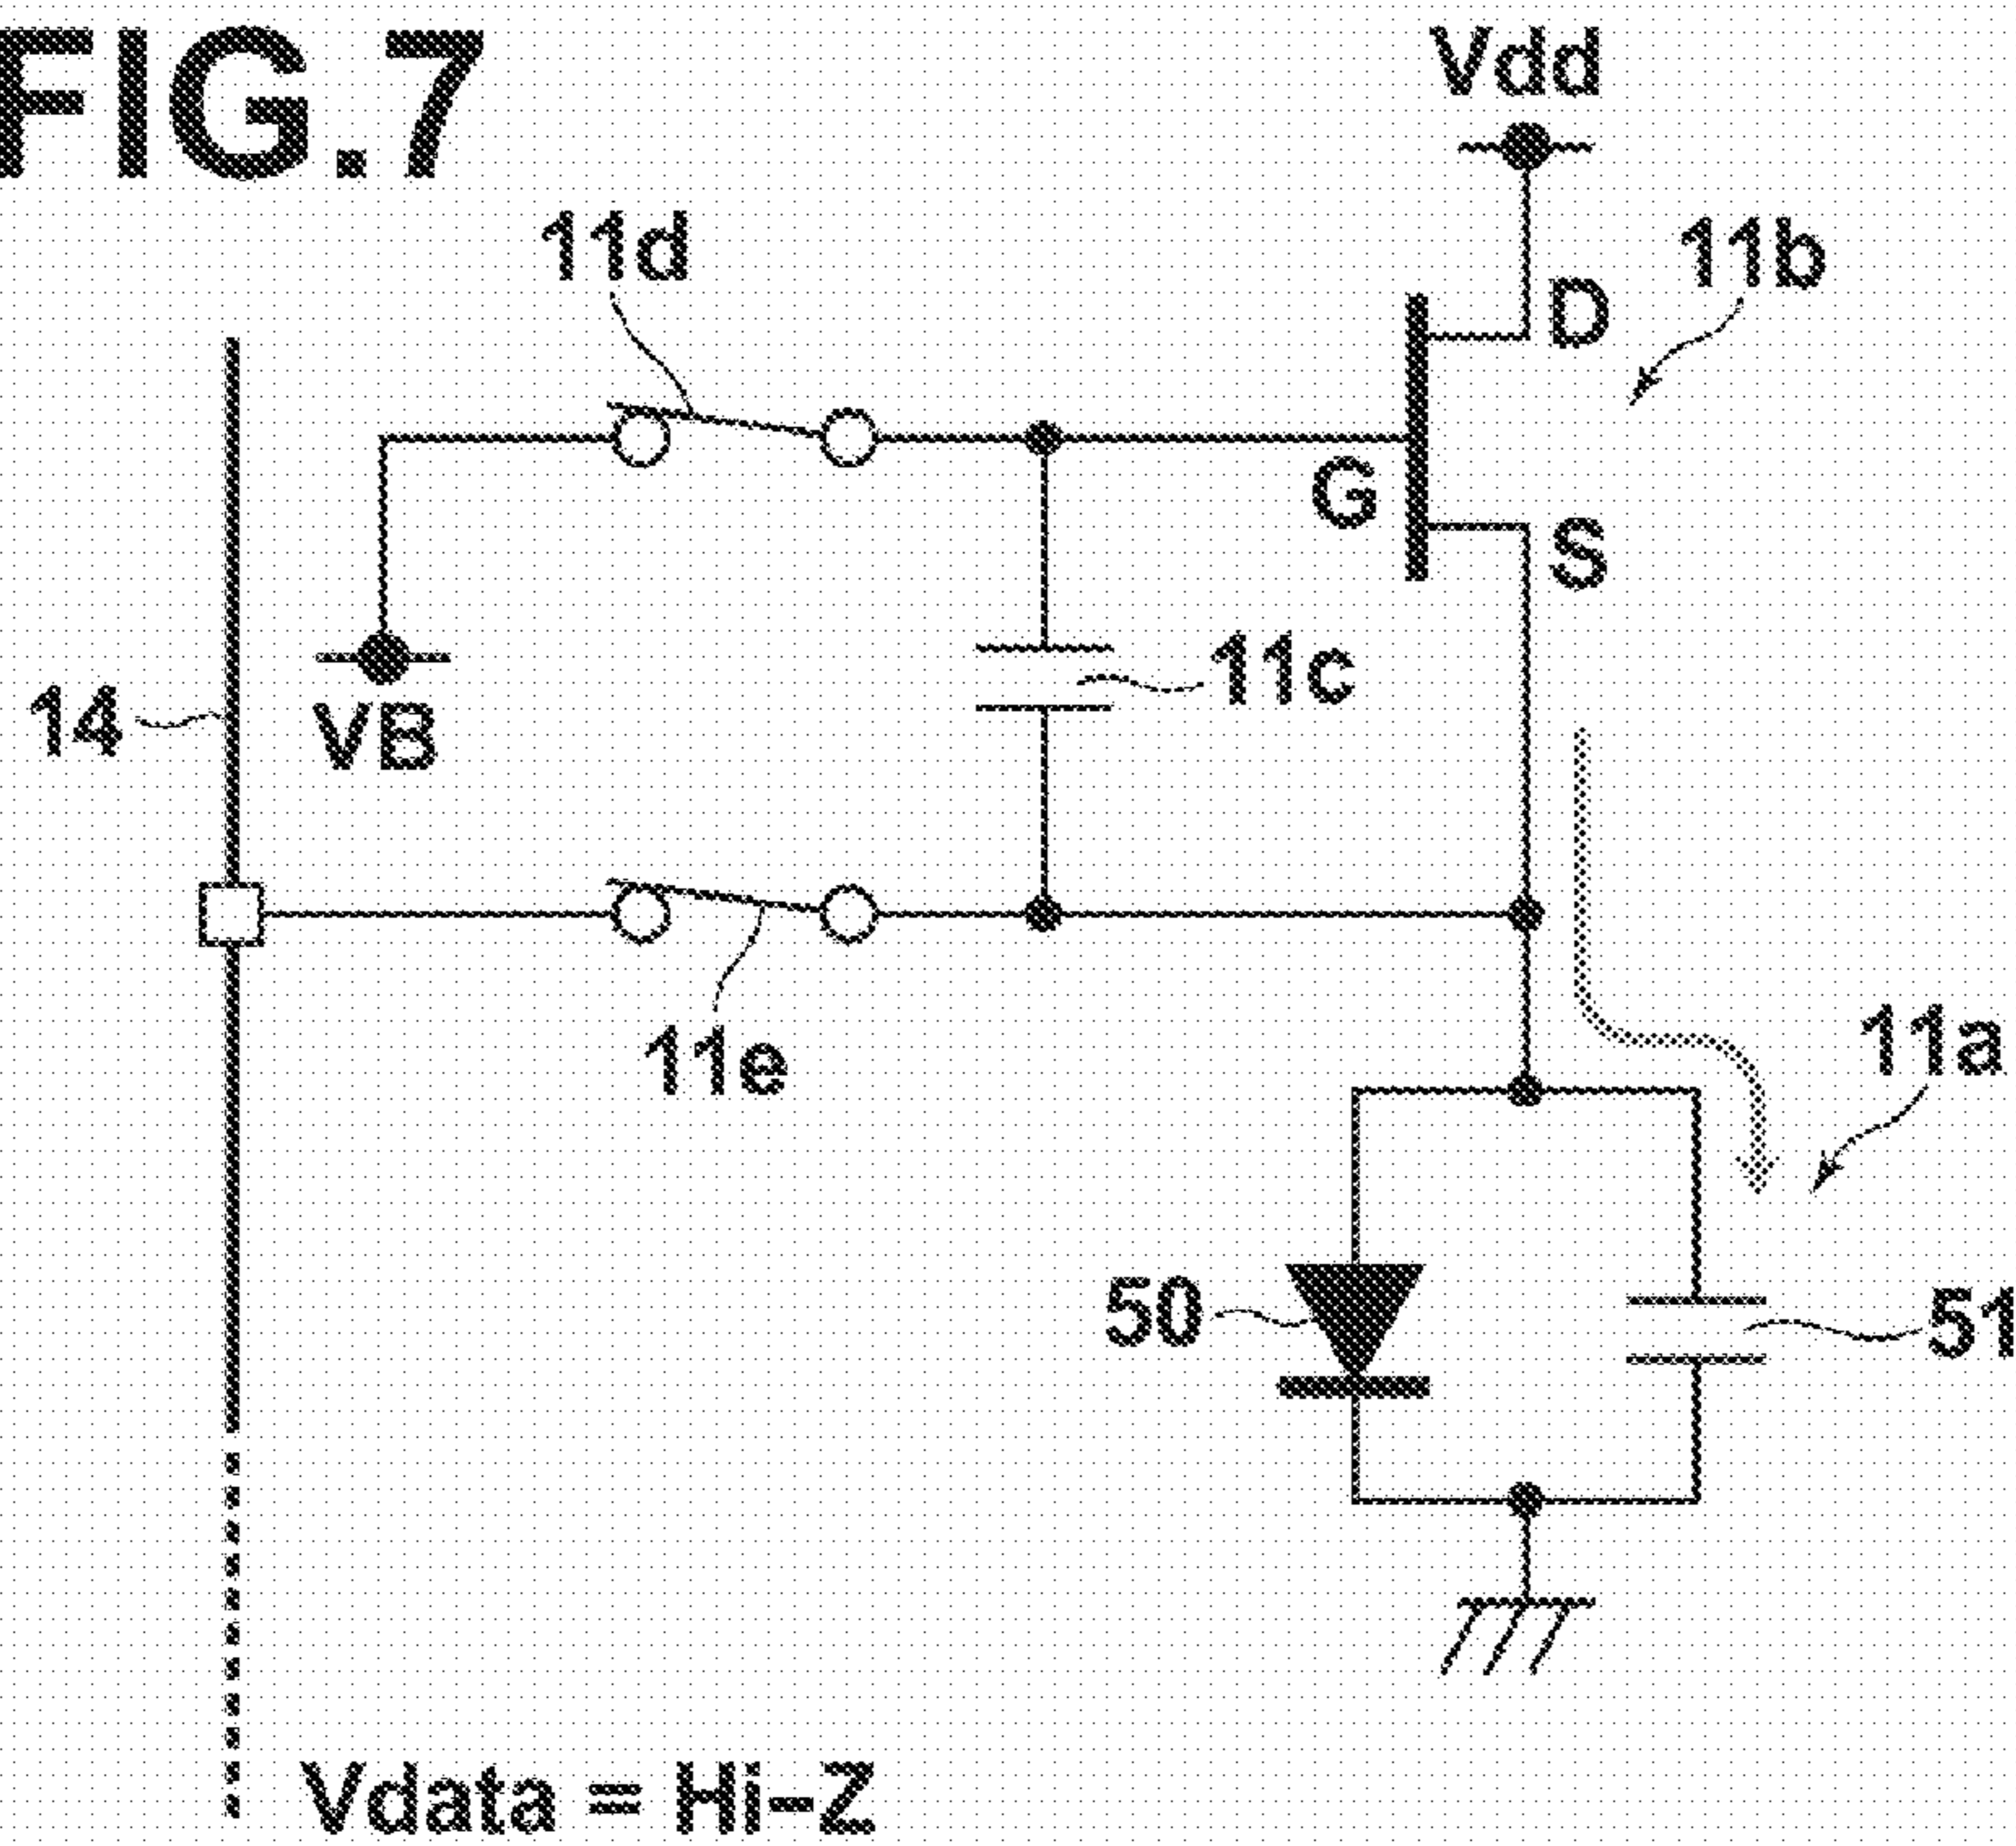 FIG.7
Vdd
11d
11b
D
G
S
14
VB
11c
11e
11a
50
51
Vdata = Hi-Z